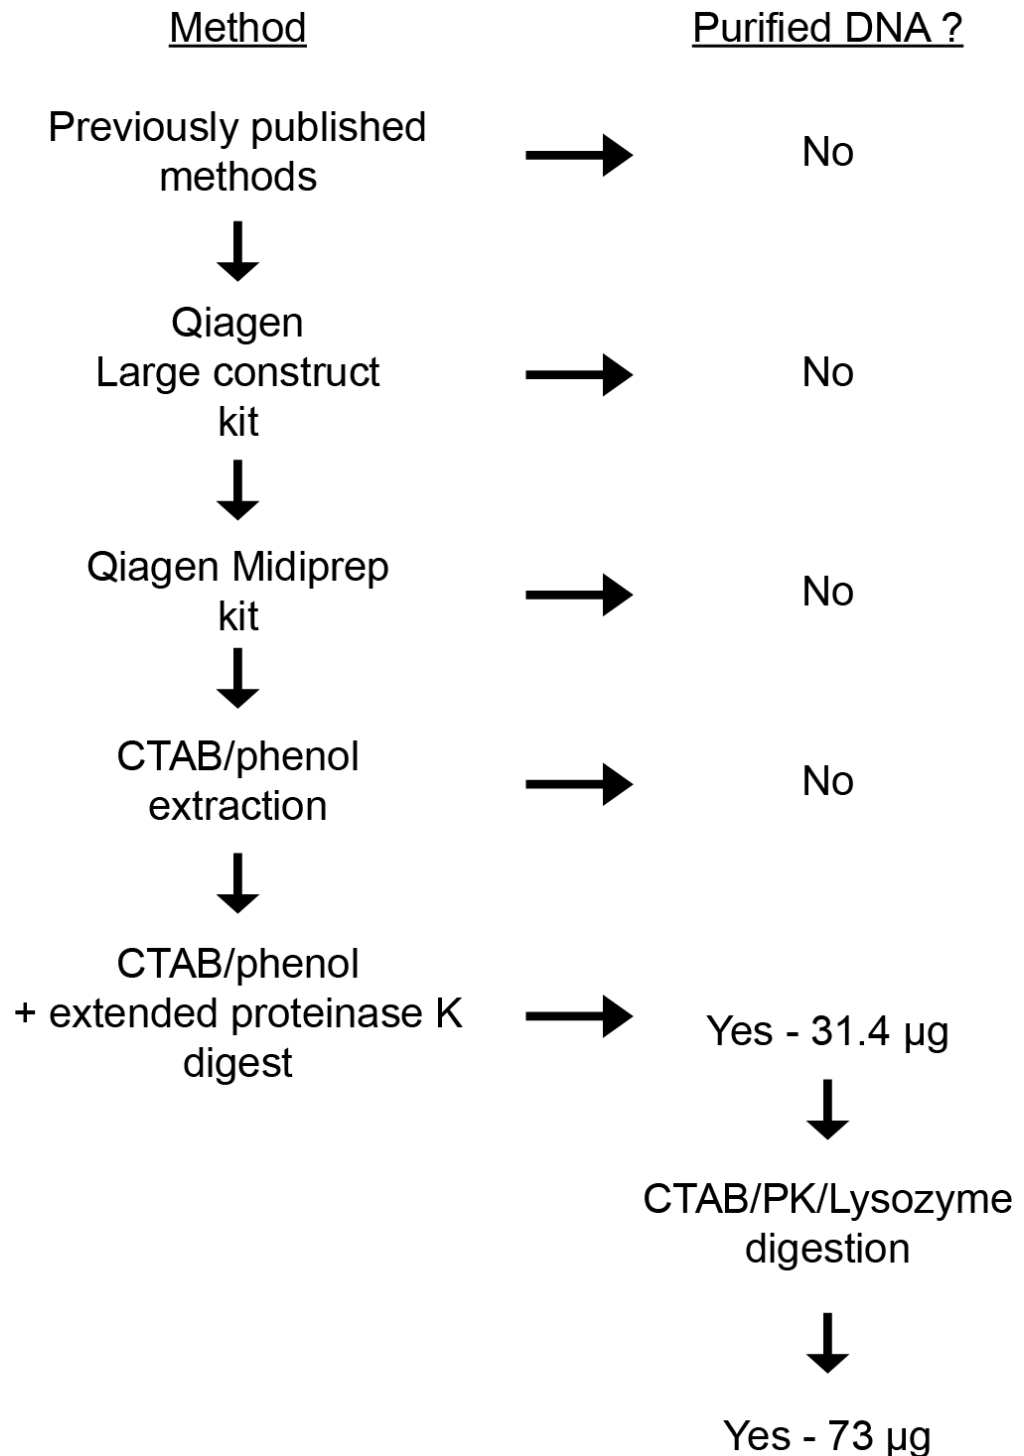 Method
Purified DNA ?
Previously published
methods
No
Qiagen
Large construct
kit
No
Qiagen Midiprep
kit
No
CTAB/phenol
extraction
No
CTAB/phenol
+ extended proteinase K
digest
Yes - 31.4 µg
CTAB/PK/Lysozyme
digestion
Yes - 73 µg